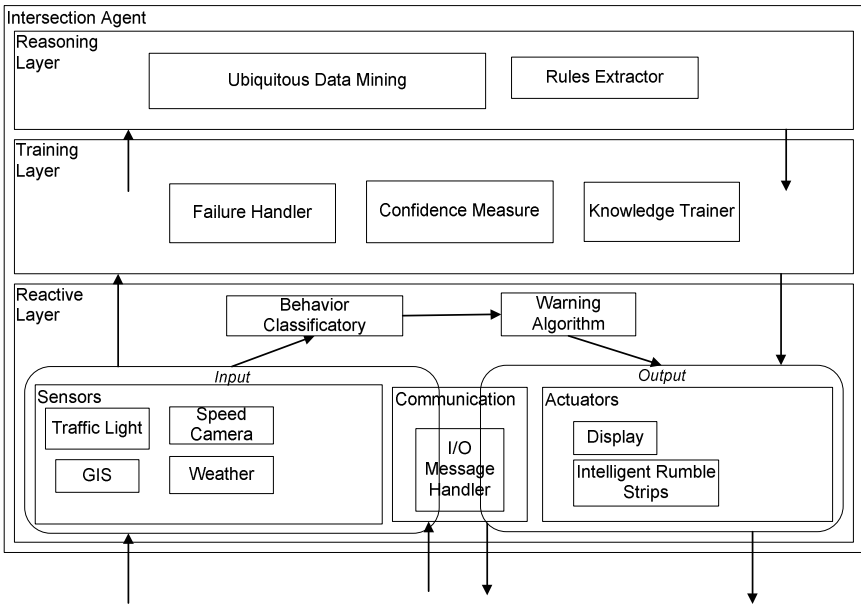 Intersection Agent
Reasoning
Layer
Ubiquitous Data Mining
Rules Extractor
Training
Layer
Failure Handler
Confidence Measure
Knowledge Trainer
Reactive
Layer
Behavior
Classificatory
Warning
Algorithm
Input
Output
Sensors
Traffic Light
Speed
Camera
GIS
Weather
Communication
I/O
Message
Handler
Actuators
Display
Intelligent Rumble
Strips